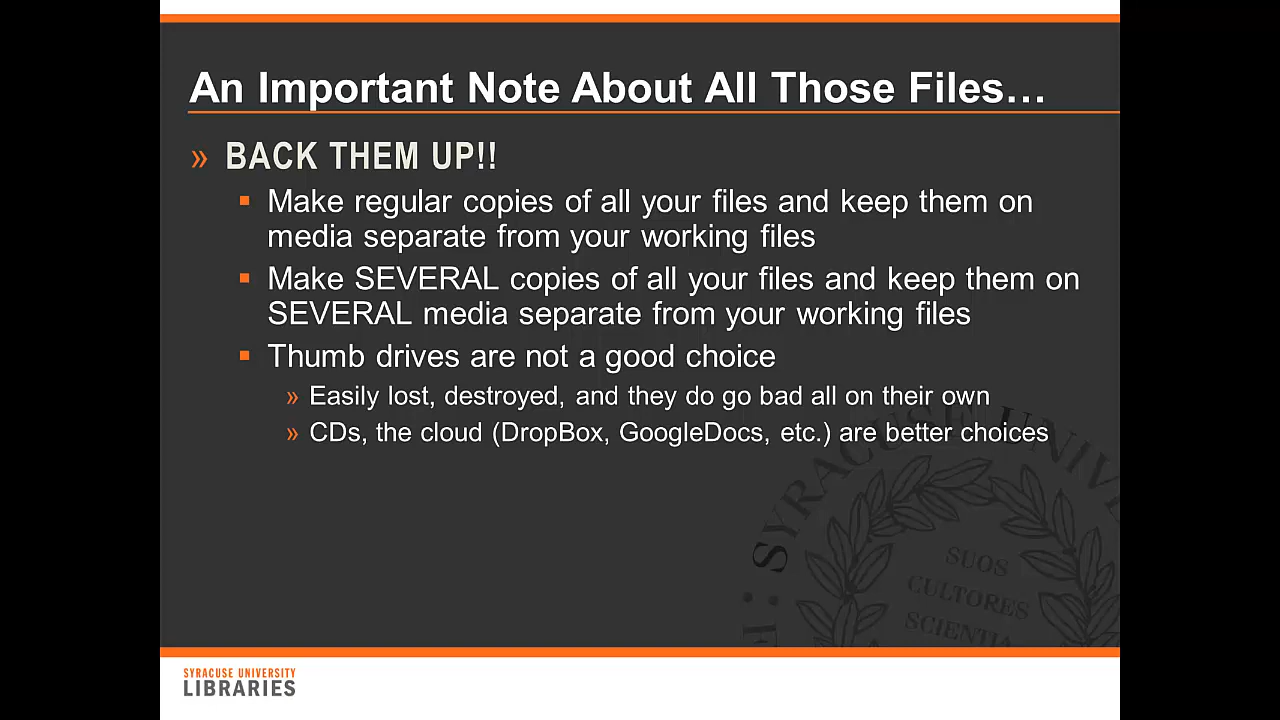 An Important Note About All Those Files…
» BACK THEM UP!!
▪ Make regular copies of all your files and keep them on
media separate from your working files
▪ Make SEVERAL copies of all your files and keep them on
SEVERAL media separate from your working files
▪ Thumb drives are not a good choice
» Easily lost, destroyed, and they do go bad all on their own
» CDs, the cloud (DropBox, GoogleDocs, etc.) are better choices
SYRACUSE UNIV
SUOS
CULTORES
SCIENTIA
SYRACUSE UNIVERSITY
LIBRARIES